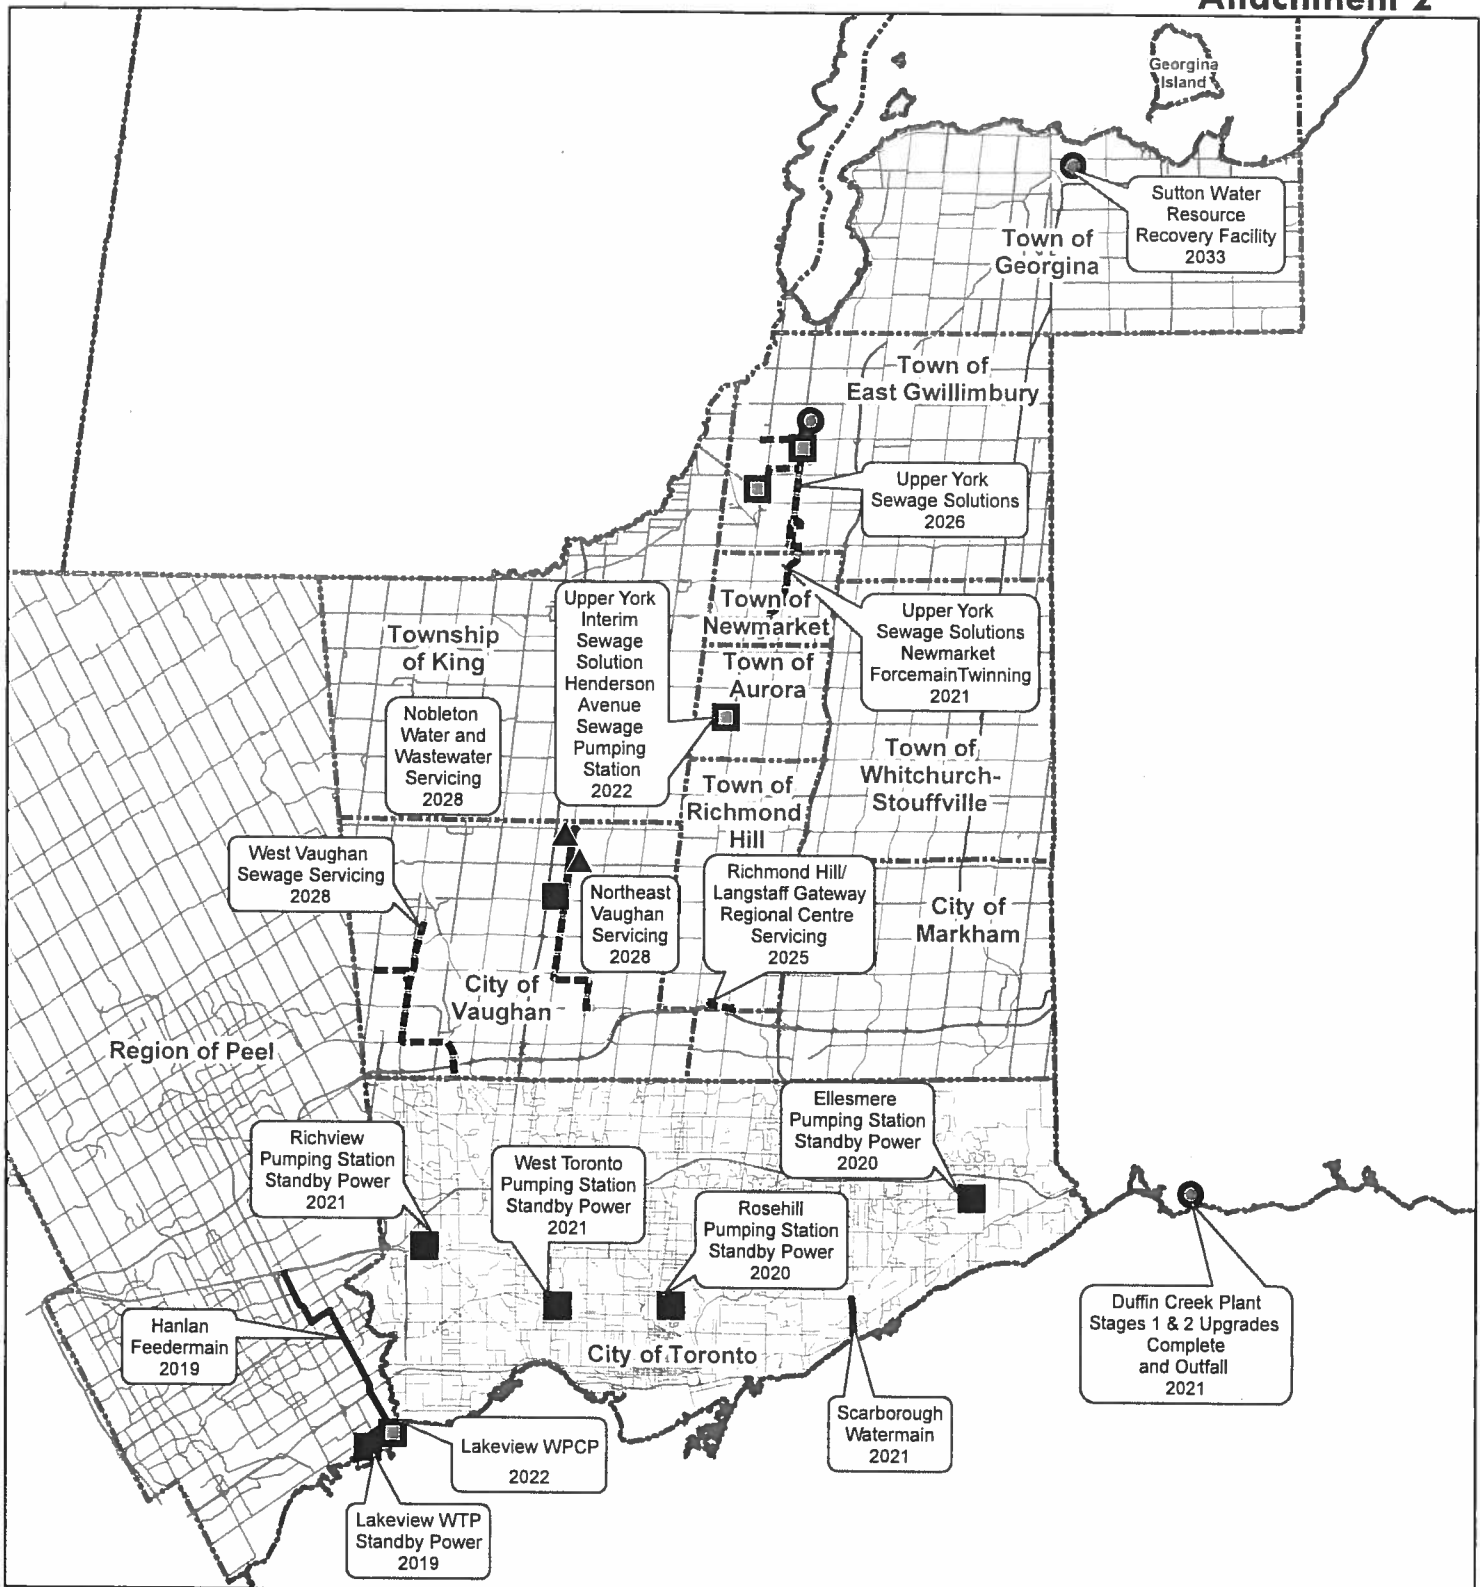 Attachment 2
Georgina
Island
Sutton Water
Resource
Recovery Facility
2033
Town of
Georgina
Town of
East Gwillimbury
Upper York
Sewage Solutions
2026
Upper York
Interim
Sewage
Solution
Henderson
Avenue
Sewage
Pumping
Station
2022
Town of
Newmarket
Upper York
Sewage Solutions
Newmarket
ForcemainTwinning
2021
Township
of King
Town of
Aurora
Nobleton
Water and
Wastewater
Servicing
2028
Town of
Whitchurch-
Stouffville
Town of
Richmond
Hill
West Vaughan
Sewage Servicing
2028
Northeast
Vaughan
Servicing
2028
Richmond Hill/
Langstaff Gateway
Regional Centre
Servicing
2025
City of
Markham
City of
Vaughan
Region of Peel
Ellesmere
Pumping Station
Standby Power
2020
Richview
Pumping Station
Standby Power
2021
West Toronto
Pumping Station
Standby Power
2021
Rosehill
Pumping Station
Standby Power
2020
Hanlan
Feedermain
2019
City of Toronto
Duffin Creek Plant
Stages 1 & 2 Upgrades
Complete
and Outfall
2021
Scarborough
Watermain
2021
Lakeview WPCP
2022
Lakeview WTP
Standby Power
2019